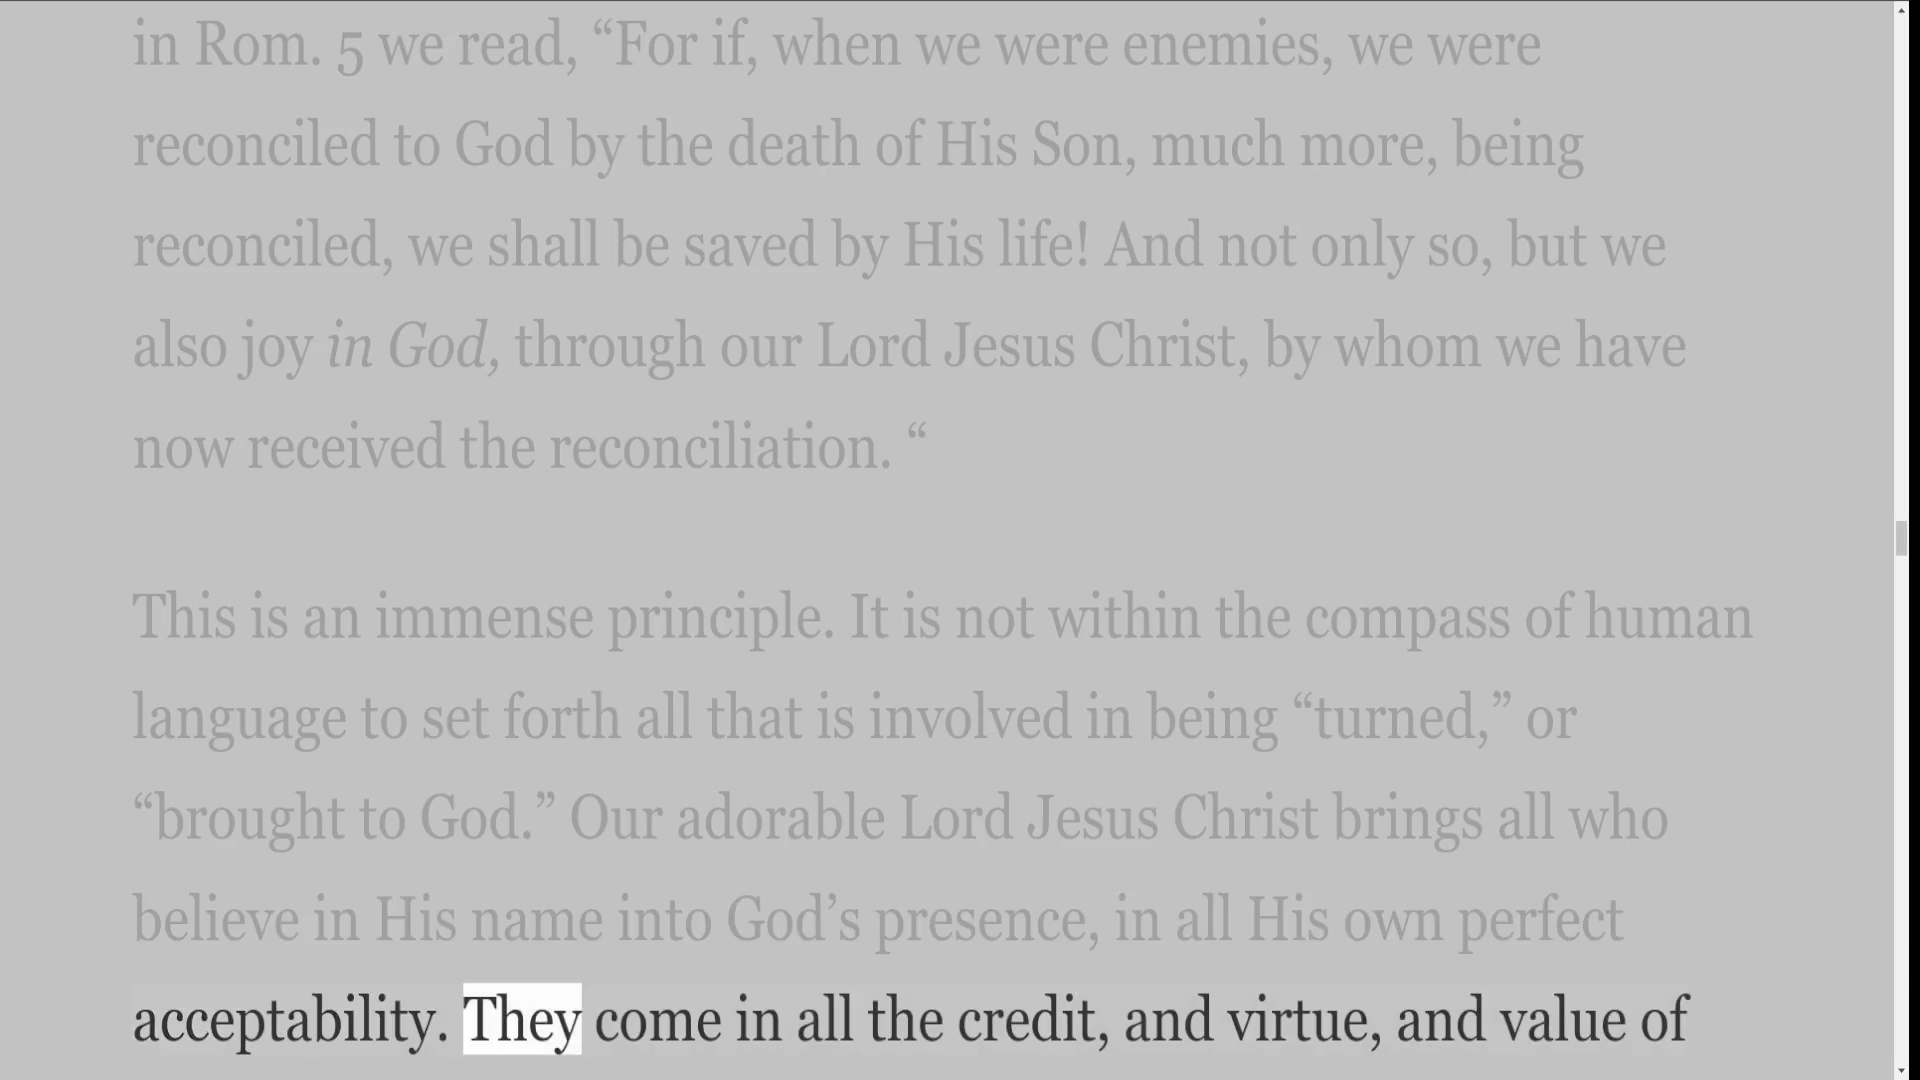 in Rom. 5 we read, “For if, when we were enemies, we were
reconciled to God by the death of His Son, much more, being
reconciled, we shall be saved by His life! And not only so, but we
also joy in God, through our Lord Jesus Christ, by whom we have
now received the reconciliation. “
This is an immense principle. It is not within the compass of human
language to set forth all that is involved in being “turned,” or
“brought to God.” Our adorable Lord Jesus Christ brings all who
believe in His name into God’s presence, in all His own perfect
acceptability. They come in all the credit, and virtue, and value of